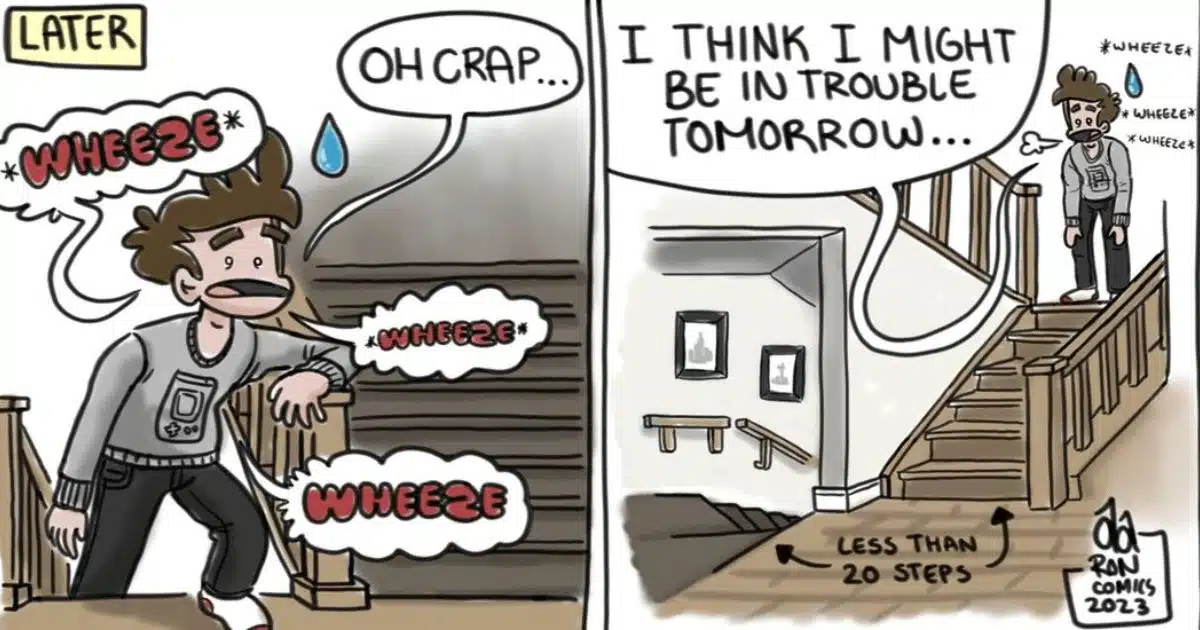 LATER
OH CRAP...
*WHEEZE*
*WHEEZE*
WHEEZE
I THINK I MIGHT
BE IN TROUBLE
TOMORROW...
*WHEEZE*
*WHEEZE*
*WHEEZE*
LESS THAN
20 STEPS
AA
RON
COMICS
2023